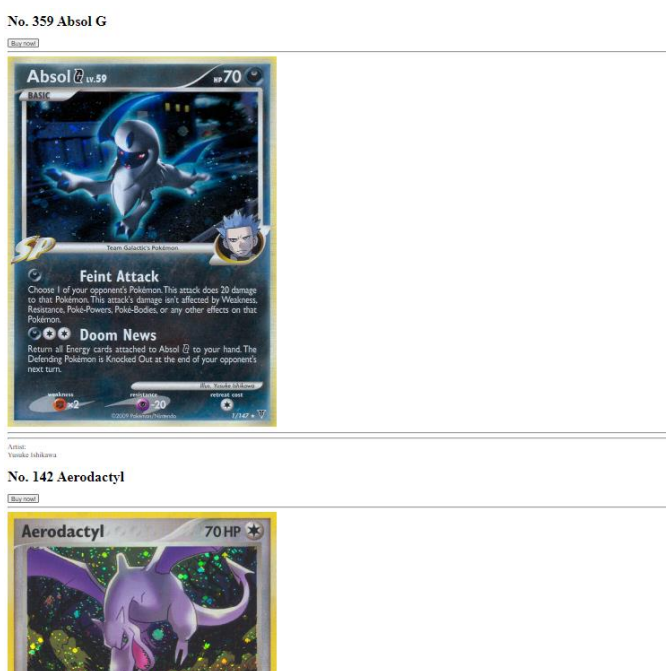 No. 359 Absol G
Buy now!
Absol G LV.59 HP 70
BASIC
SP
Team Galactic's Pokémon
Feint Attack
Choose 1 of your opponent's Pokémon. This attack does 20 damage
to that Pokémon. This attack's damage isn't affected by Weakness,
Resistance, Poké-Powers, Poké-Bodies, or any other effects on that
Pokémon.
Doom News
Return all Energy cards attached to Absol G to your hand. The
Defending Pokémon is Knocked Out at the end of your opponent's
next turn.
Illus. Yusuke Ishikawa
weakness resistance retreat cost
×2 -20
©2009 Pokémon/Nintendo 1/147
Artist:
Yusuke Ishikawa
No. 142 Aerodactyl
Buy now!
Aerodactyl 70 HP